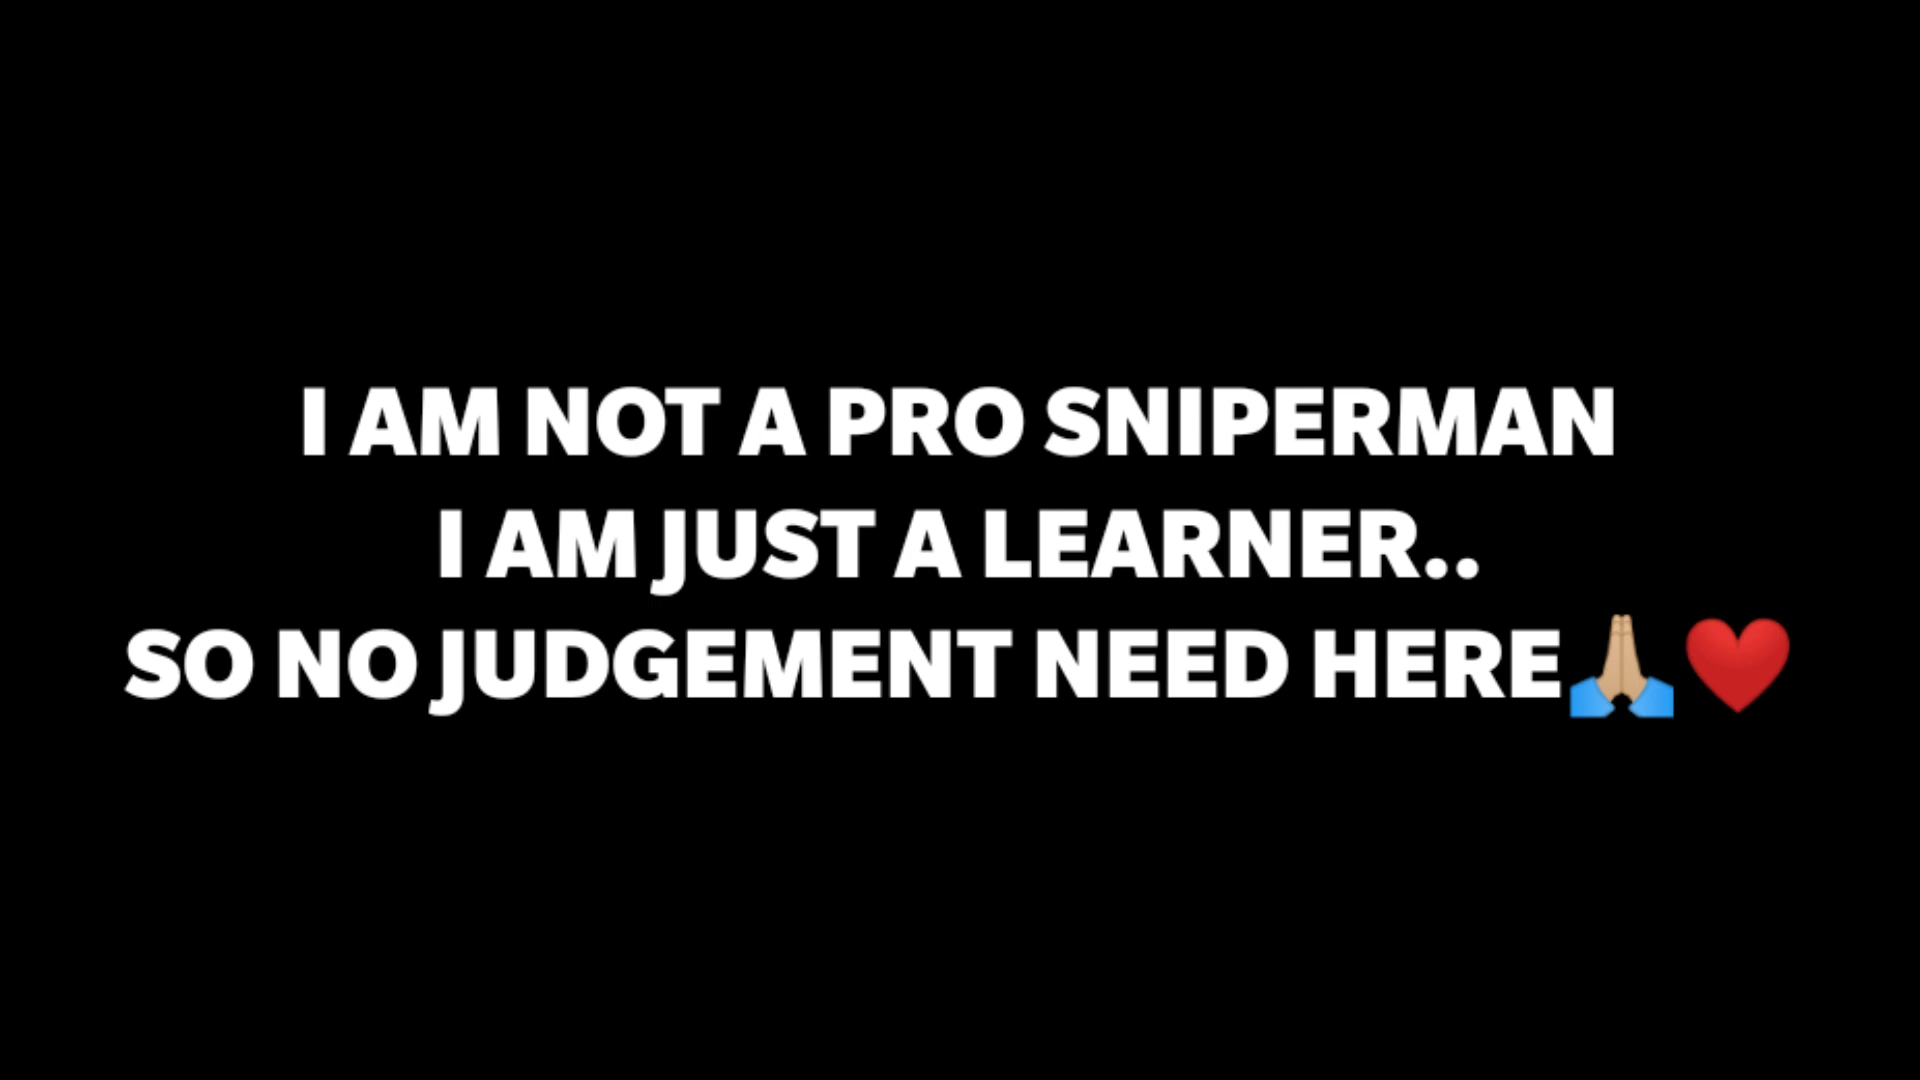 I AM NOT A PRO SNIPERMAN
I AM JUST A LEARNER..
SO NO JUDGEMENT NEED HERE🙏🏼❤️